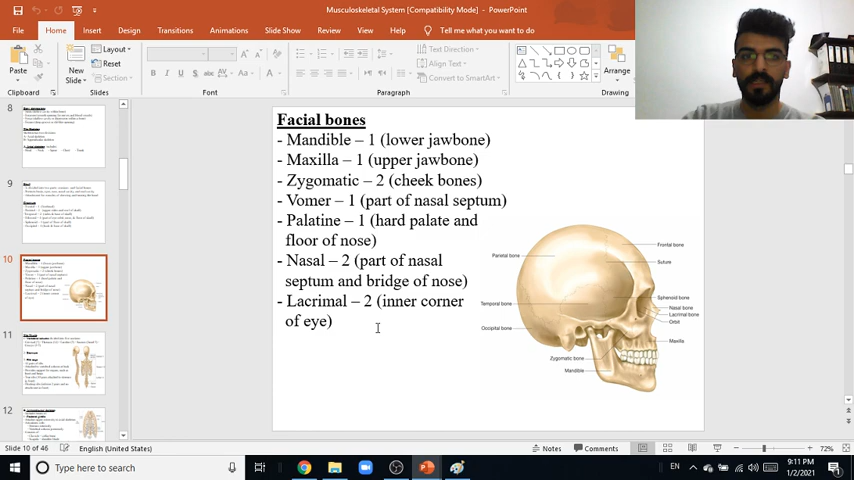 Musculoskeletal System [Compatibility Mode] - PowerPoint
File Home Insert Design Transitions Animations Slide Show Review View Help Tell me what you want to do
Paste
New
Slide
Layout
Reset
Section
Text Direction
Align Text
Convert to SmartArt
Arrange
Clipboard
Slides
Font
Paragraph
Drawing
8
9
10
11
12
Facial bones
- Mandible – 1 (lower jawbone)
- Maxilla – 1 (upper jawbone)
- Zygomatic – 2 (cheek bones)
- Vomer – 1 (part of nasal septum)
- Palatine – 1 (hard palate and
floor of nose)
- Nasal – 2 (part of nasal
septum and bridge of nose)
- Lacrimal – 2 (inner corner
of eye)
Parietal bone
Frontal bone
Suture
Sphenoid bone
Nasal bone
Lacrimal bone
Orbit
Temporal bone
Occipital bone
Maxilla
Zygomatic bone
Mandible
Slide 10 of 46
English (United States)
Notes
Comments
72%
Type here to search
EN
9:11 PM
1/2/2021